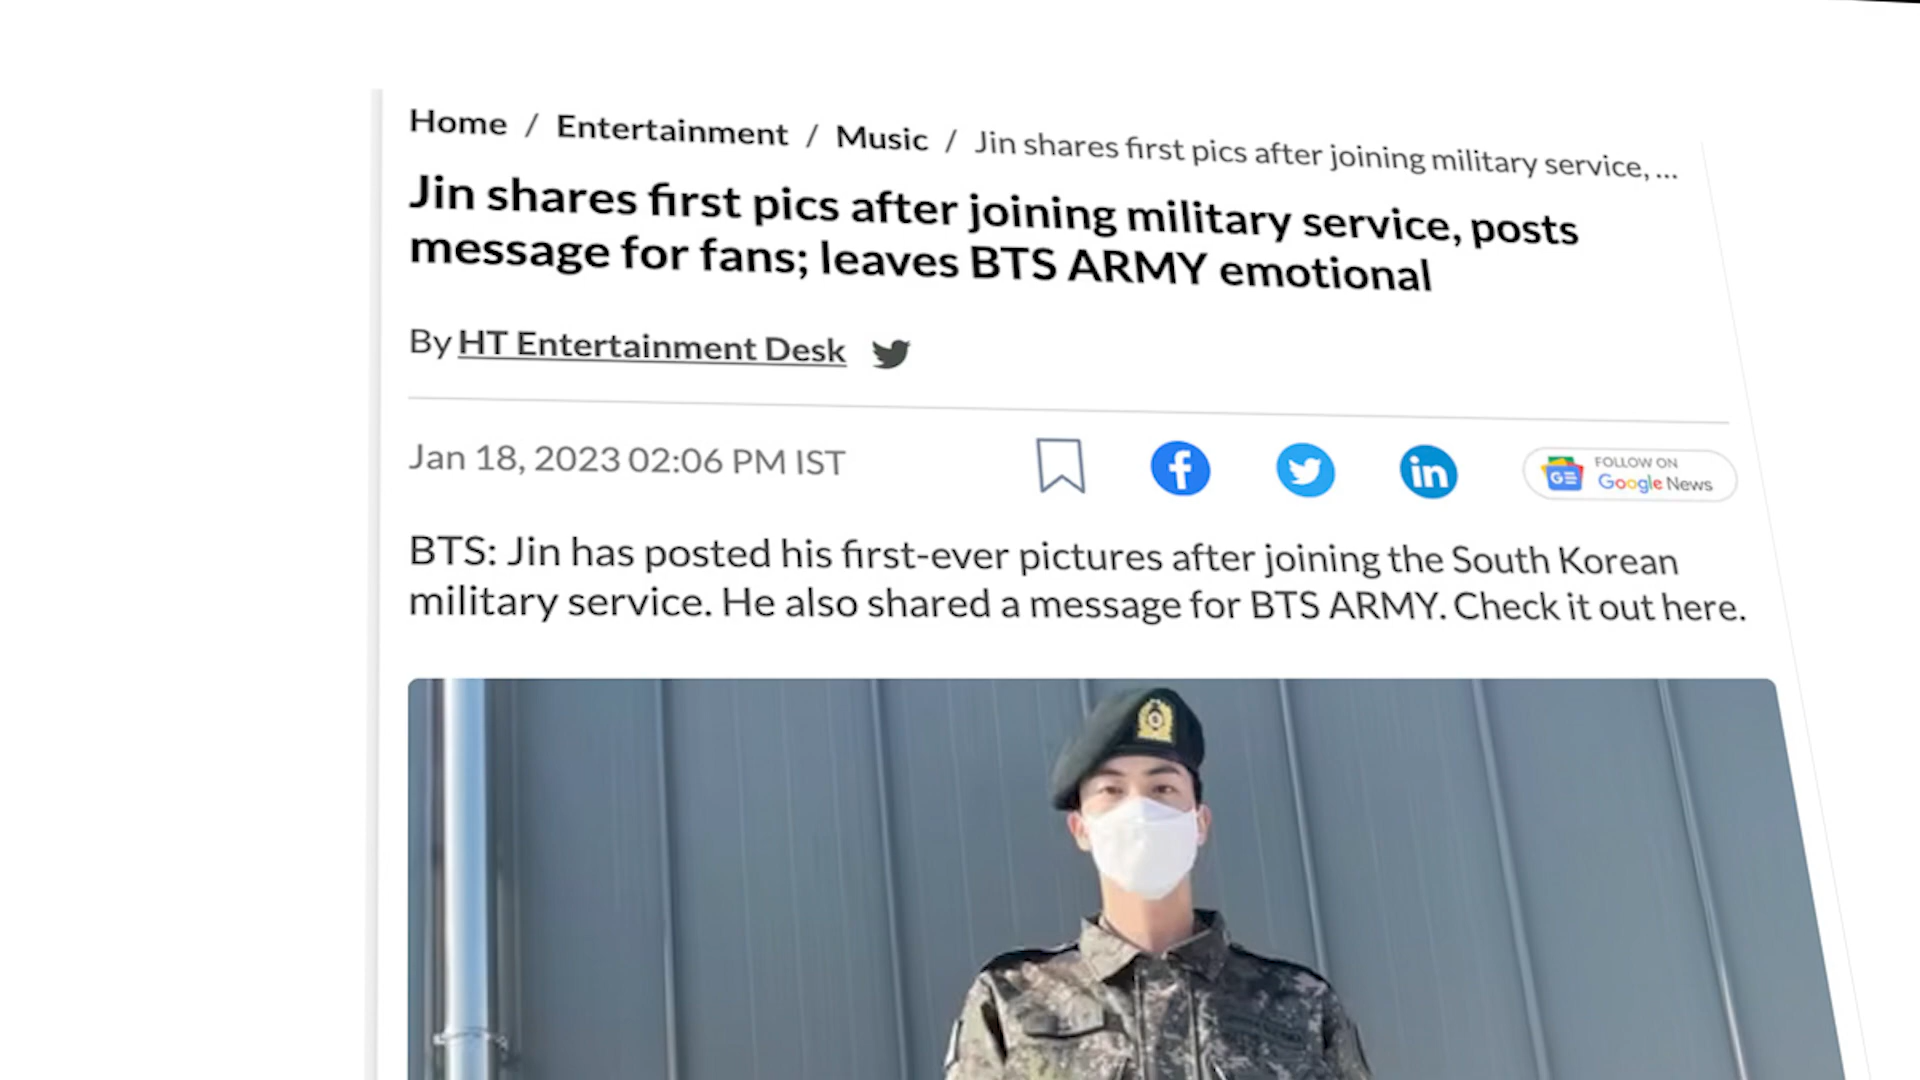 Home / Entertainment / Music / Jin shares first pics after joining military service, ...
Jin shares first pics after joining military service, posts
message for fans; leaves BTS ARMY emotional
By HT Entertainment Desk
Jan 18, 2023 02:06 PM IST
FOLLOW ON
Google News
BTS: Jin has posted his first-ever pictures after joining the South Korean
military service. He also shared a message for BTS ARMY. Check it out here.